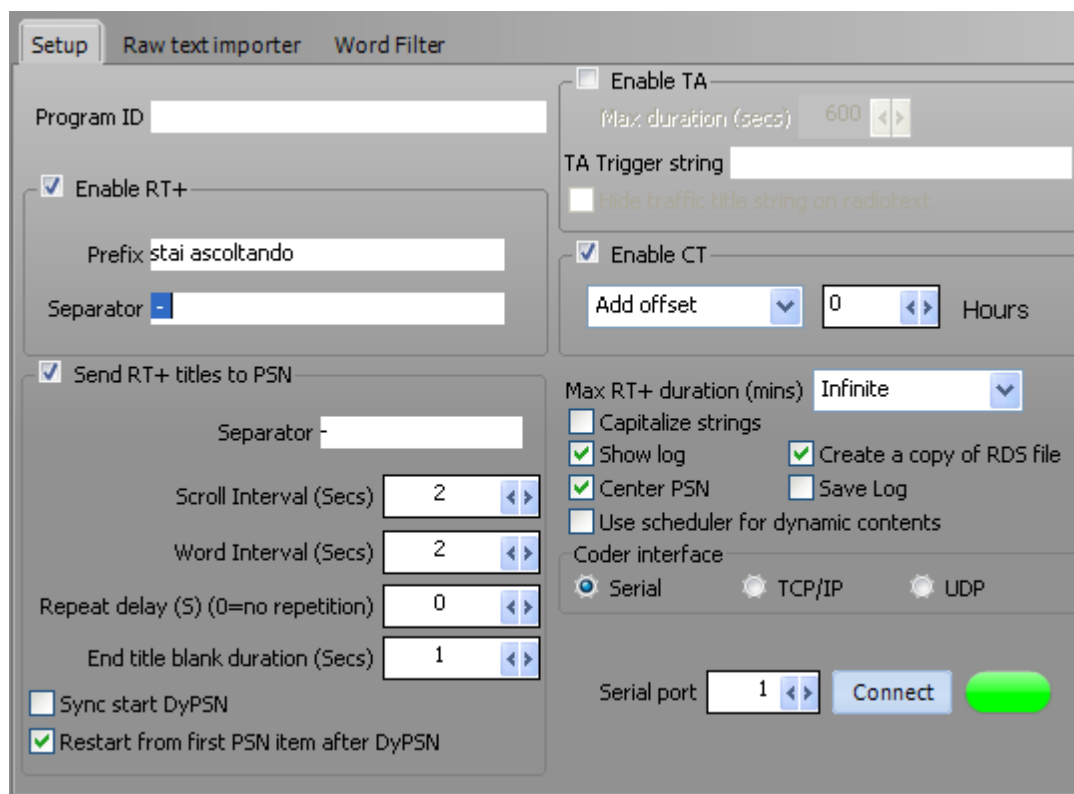 Setup
Raw text importer
Word Filter
Program ID
Enable RT+
Prefix stai ascoltando
Separator -
Send RT+ titles to PSN
Separator -
Scroll Interval (Secs) 2
Word Interval (Secs) 2
Repeat delay (S) (0=no repetition) 0
End title blank duration (Secs) 1
Sync start DyPSN
Restart from first PSN item after DyPSN
Enable TA
Max duration (secs) 600
TA Trigger string
Hide traffic title string on radiotext
Enable CT
Add offset 0 Hours
Max RT+ duration (mins) Infinite
Capitalize strings
Show log
Create a copy of RDS file
Center PSN
Save Log
Use scheduler for dynamic contents
Coder interface
Serial TCP/IP UDP
Serial port 1 Connect